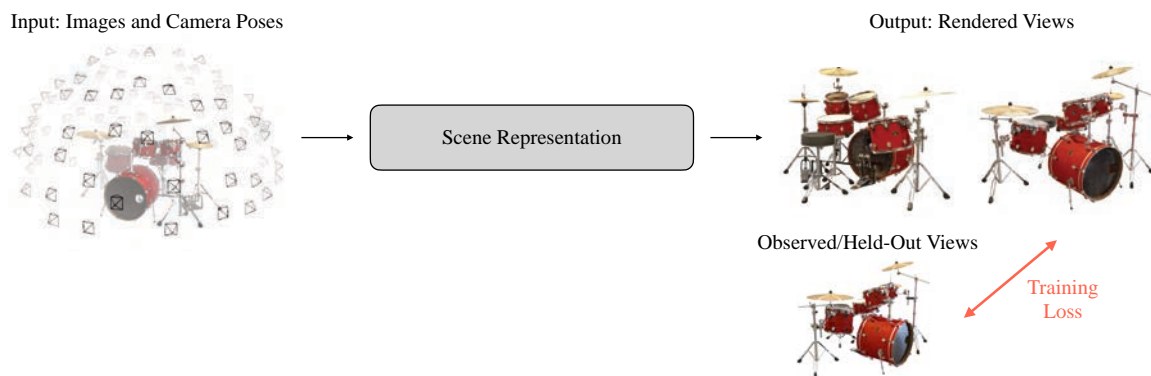 Input: Images and Camera Poses
Output: Rendered Views
Scene Representation
Observed/Held-Out Views
Training
Loss